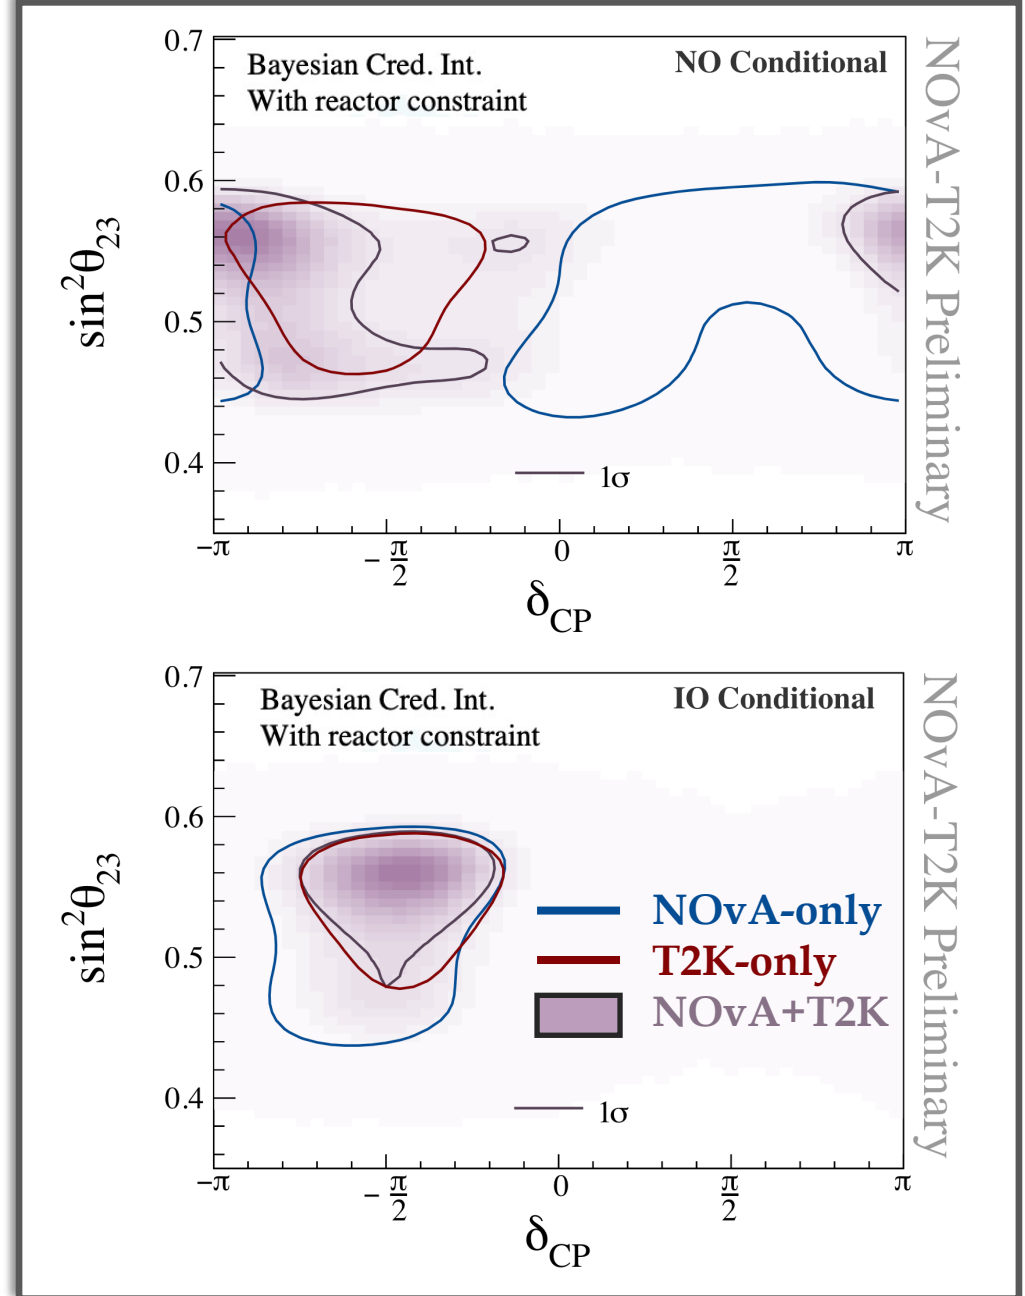 0.7
Bayesian Cred. Int.
With reactor constraint
NO Conditional
NOvA-T2K Preliminary
0.6
sin²θ₂₃
0.5
0.4
1σ
−π
− π/2
0
π/2
π
δCP
0.7
Bayesian Cred. Int.
With reactor constraint
IO Conditional
NOvA-T2K Preliminary
0.6
sin²θ₂₃
NOvA-only
0.5
T2K-only
NOvA+T2K
0.4
1σ
−π
− π/2
0
π/2
π
δCP